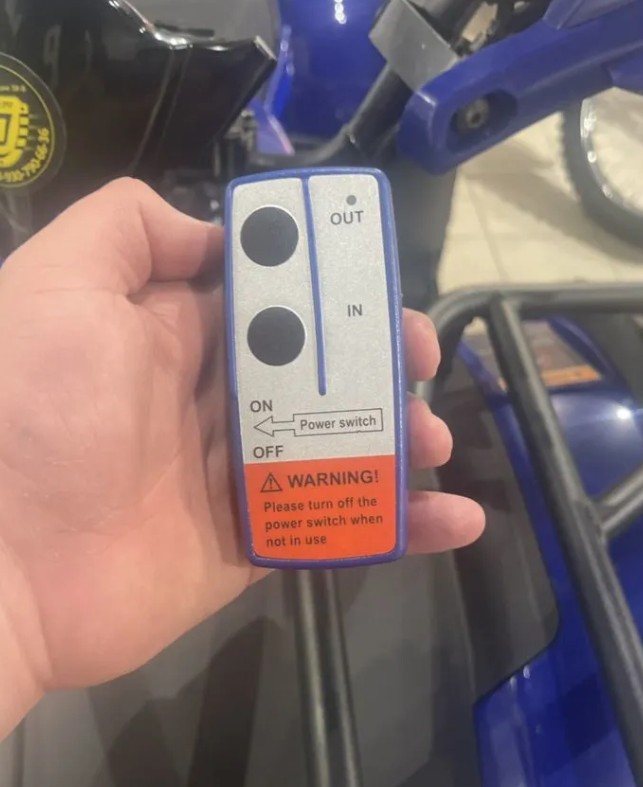 OUT
IN
ON
Power switch
OFF
WARNING!
Please turn off the
power switch when
not in use